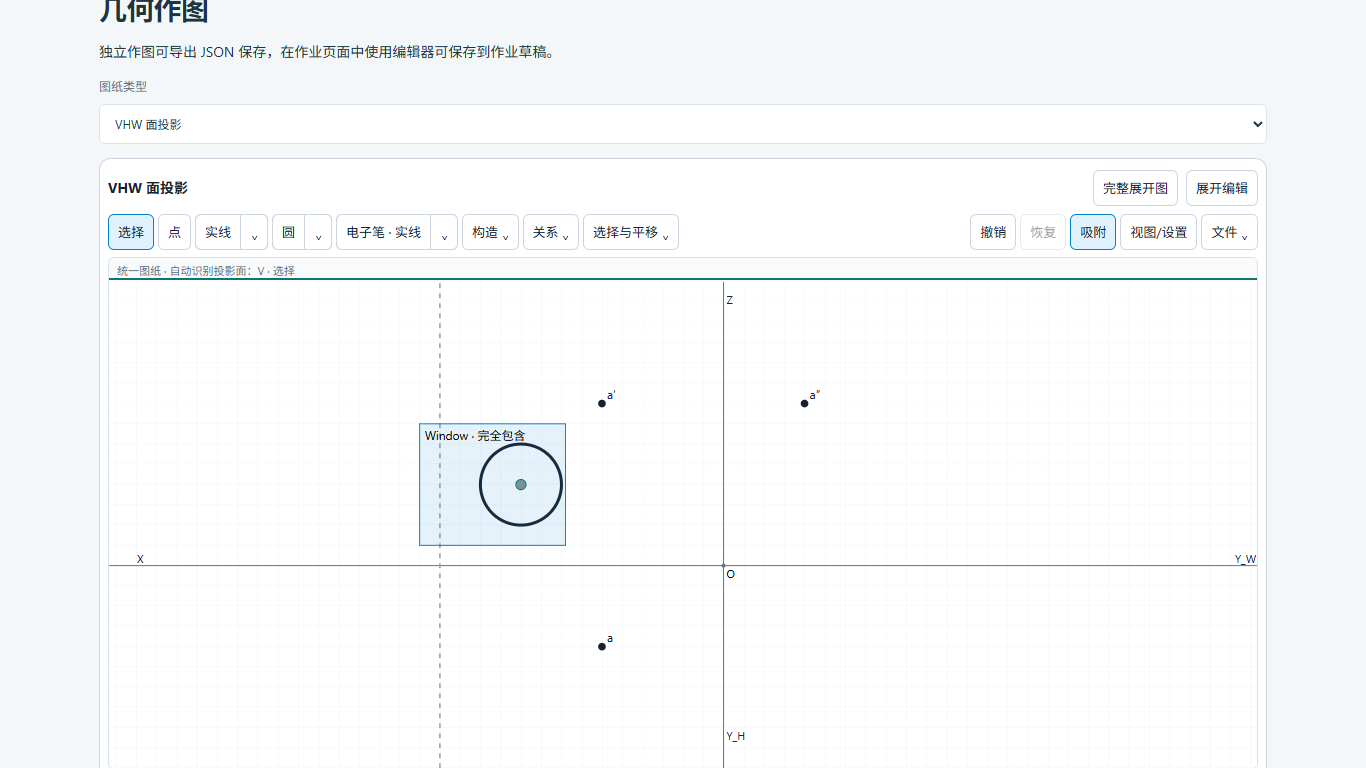 几何作图
独立作图可导出 JSON 保存，在作业页面中使用编辑器可保存到作业草稿。
图纸类型
VHW 面投影
VHW 面投影
完整展开图
展开编辑
选择
点
实线
圆
电子笔 · 实线
构造
关系
选择与平移
撤销
恢复
吸附
视图/设置
文件
统一图纸 · 自动识别投影面：V · 选择
Z
a'
a″
Window · 完全包含
X
Y_W
O
a
Y_H